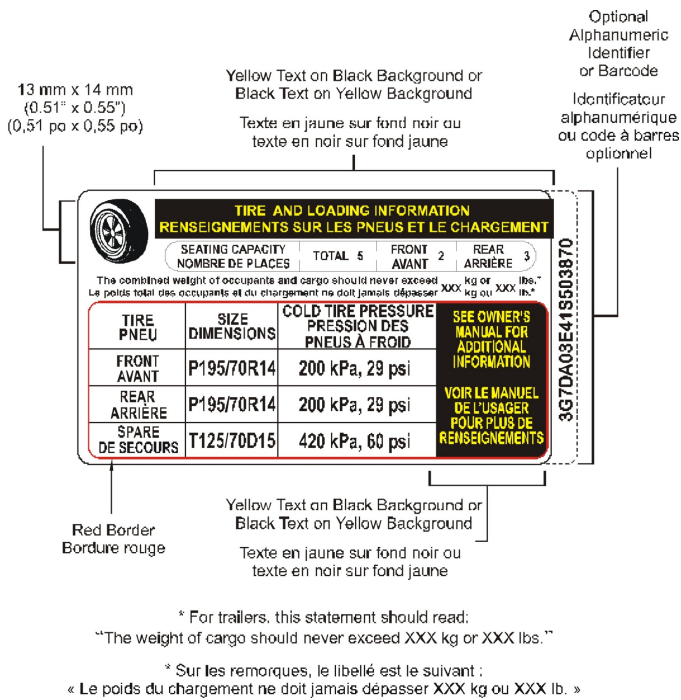 Optional
Alphanumeric
Identifier
or Barcode
Identificateur
alphanumérique
ou code à barres
optionnel
13 mm x 14 mm
(0.51" x 0.55")
(0,51 po x 0,55 po)
Yellow Text on Black Background or
Black Text on Yellow Background
Texte en jaune sur fond noir ou
texte en noir sur fond jaune
TIRE AND LOADING INFORMATION
RENSEIGNEMENTS SUR LES PNEUS ET LE CHARGEMENT
SEATING CAPACITY
NOMBRE DE PLACES
TOTAL 5
FRONT
AVANT 2
REAR
ARRIÈRE 3
The combined weight of occupants and cargo should never exceed XXX kg or XXX lbs.*
Le poids total des occupants et du chargement ne doit jamais dépasser XXX kg ou XXX lb.*
TIRE
PNEU
SIZE
DIMENSIONS
COLD TIRE PRESSURE
PRESSION DES
PNEUS À FROID
FRONT
AVANT
P195/70R14
200 kPa, 29 psi
REAR
ARRIÈRE
P195/70R14
200 kPa, 29 psi
SPARE
DE SECOURS
T125/70D15
420 kPa, 60 psi
SEE OWNER'S
MANUAL FOR
ADDITIONAL
INFORMATION
VOIR LE MANUEL
DE L'USAGER
POUR PLUS DE
RENSEIGNEMENTS
3G7DA03E41S503870
Red Border
Bordure rouge
Yellow Text on Black Background or
Black Text on Yellow Background
Texte en jaune sur fond noir ou
texte en noir sur fond jaune
* For trailers, this statement should read:
"The weight of cargo should never exceed XXX kg or XXX lbs."
* Sur les remorques, le libellé est le suivant :
« Le poids du chargement ne doit jamais dépasser XXX kg ou XXX lb. »